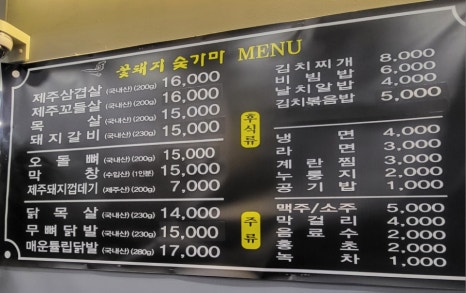 꽃돼지 숯가마 MENU
제주삼겹살 (국내산) (200g) 16,000
제주꼬들살 (국내산) (200g) 16,000
목 살 (국내산) (230g) 15,000
돼지갈비 (국내산) (230g) 15,000
오돌뼈 (국내산) (200g) 15,000
막창 (수입산) (1인분) 15,000
제주돼지껍데기 (제주산) (200g) 7,000
닭목살 (국내산) (230g) 14,000
무뼈닭발 (국내산) (230g) 15,000
매운튤립닭발 (국내산) (280g) 17,000
후식류
김치찌개 8,000
비빔밥 6,000
날치알밥 4,000
김치볶음밥 5,000
냉면 4,000
라면 3,000
계란찜 3,000
누룽지 2,000
공기밥 1,000
주류
맥주/소주 5,000
막걸리 4,000
음료수 2,000
홍초 2,000
녹차 1,000